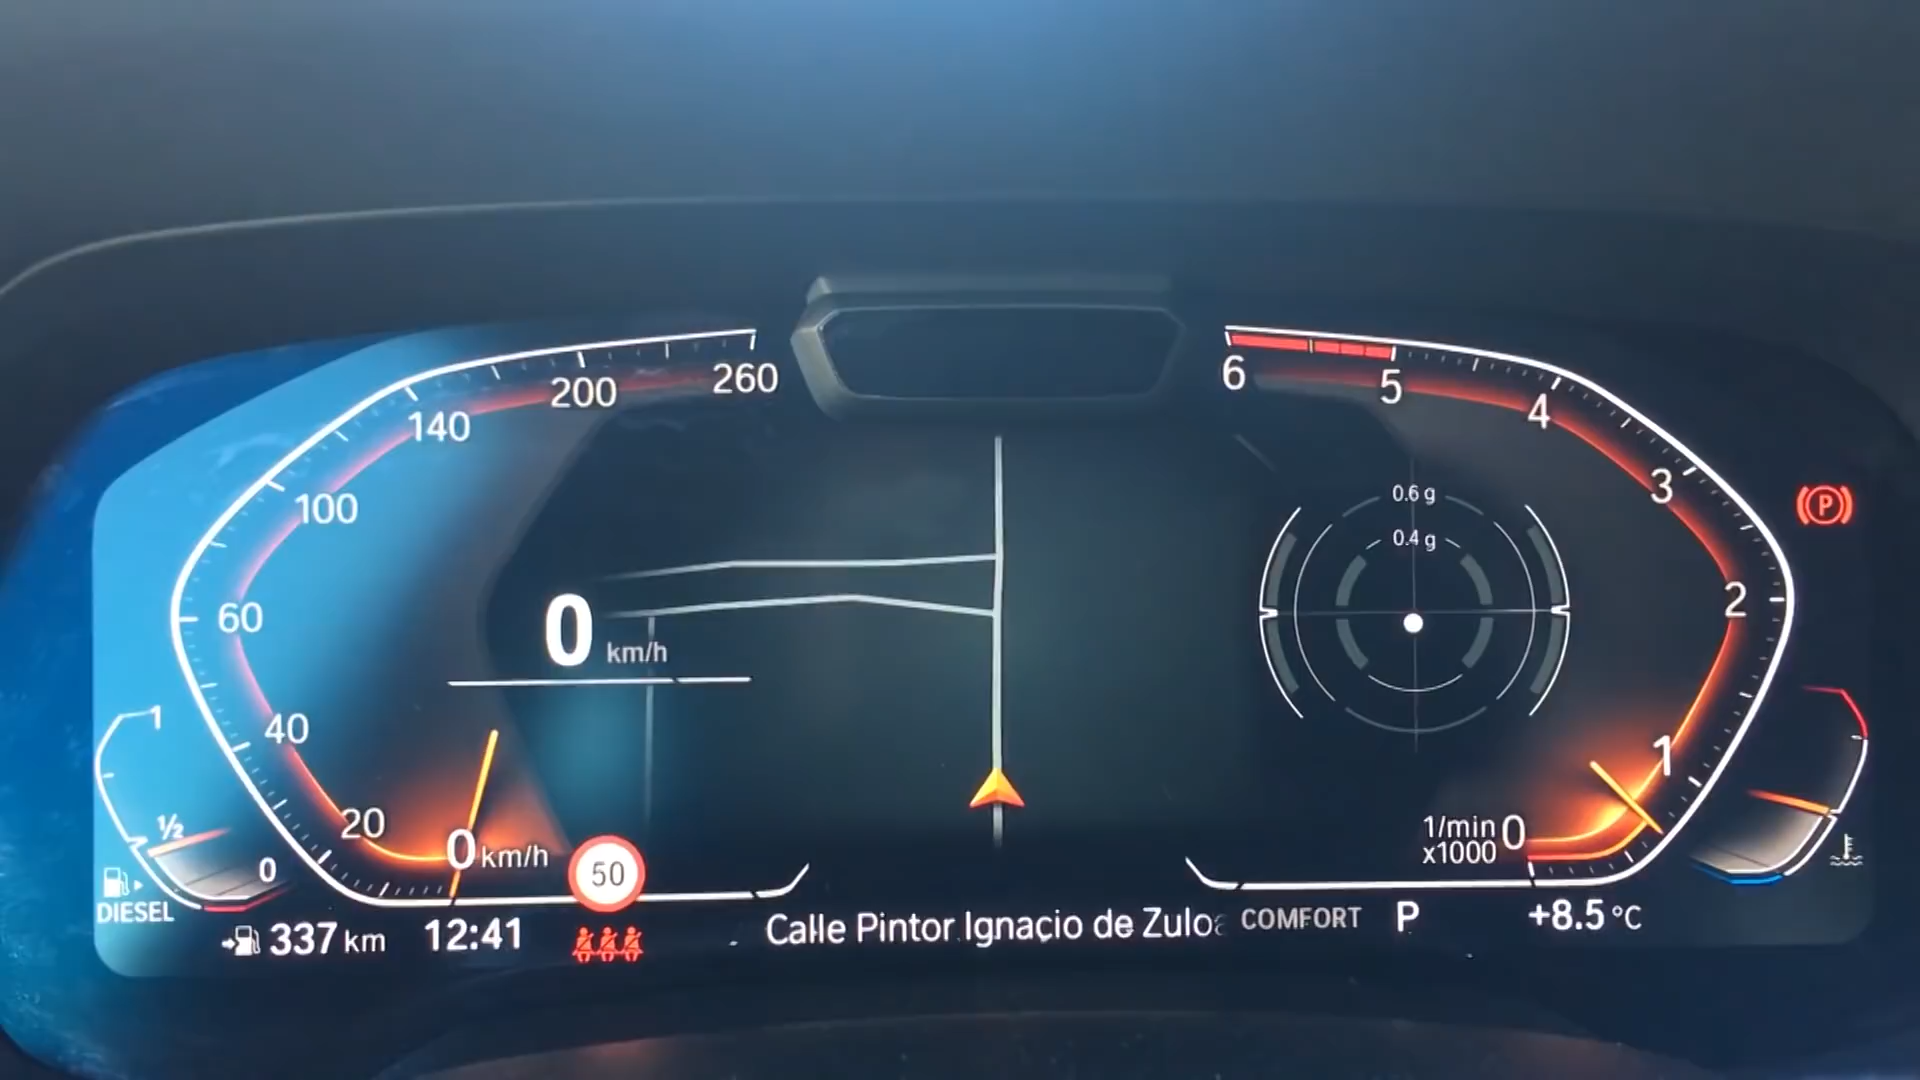 260
200
140
100
60
40
20
0 km/h
0 km/h
50
6
5
4
3
2
1
0
1/min
x1000
0.6 g
0.4 g
P
1
½
0
DIESEL
337 km
12:41
Calle Pintor Ignacio de Zulo
COMFORT
P
+8.5 °C